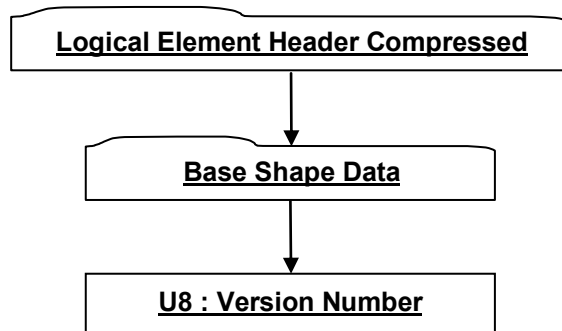 Logical Element Header Compressed
Base Shape Data
U8 : Version Number